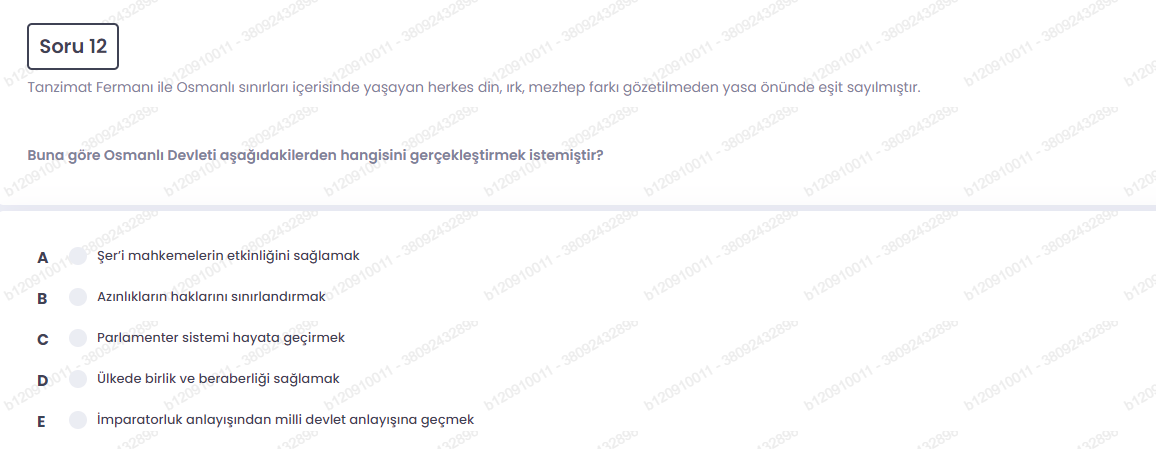 Soru 12
Tanzimat Fermanı ile Osmanlı sınırları içerisinde yaşayan herkes din, ırk, mezhep farkı gözetilmeden yasa önünde eşit sayılmıştır.
Buna göre Osmanlı Devleti aşağıdakilerden hangisini gerçekleştirmek istemiştir?
A Şer’i mahkemelerin etkinliğini sağlamak
B Azınlıkların haklarını sınırlandırmak
C Parlamenter sistemi hayata geçirmek
D Ülkede birlik ve beraberliği sağlamak
E İmparatorluk anlayışından milli devlet anlayışına geçmek
b120910011 - 38092432898